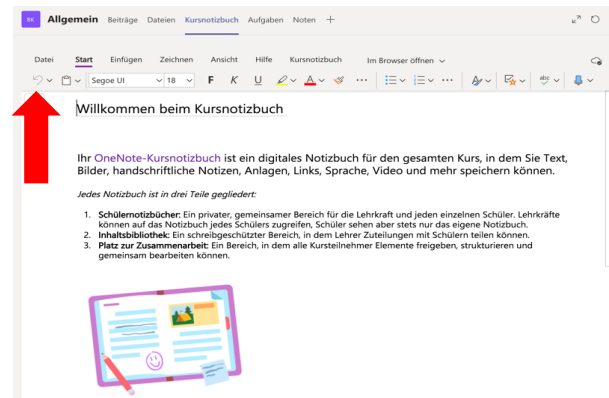 BK Allgemein Beiträge Dateien Kursnotizbuch Aufgaben Noten +
Datei Start Einfügen Zeichnen Ansicht Hilfe Kursnotizbuch Im Browser öffnen
Segoe UI 18 F K U A abc
Willkommen beim Kursnotizbuch
Ihr OneNote-Kursnotizbuch ist ein digitales Notizbuch für den gesamten Kurs, in dem Sie Text,
Bilder, handschriftliche Notizen, Anlagen, Links, Sprache, Video und mehr speichern können.
Jedes Notizbuch ist in drei Teile gegliedert:
1. Schülernotizbücher: Ein privater, gemeinsamer Bereich für die Lehrkraft und jeden einzelnen Schüler. Lehrkräfte
können auf das Notizbuch jedes Schülers zugreifen, Schüler sehen aber stets nur das eigene Notizbuch.
2. Inhaltsbibliothek: Ein schreibgeschützter Bereich, in dem Lehrer Zuteilungen mit Schülern teilen können.
3. Platz zur Zusammenarbeit: Ein Bereich, in dem alle Kursteilnehmer Elemente freigeben, strukturieren und
gemeinsam bearbeiten können.